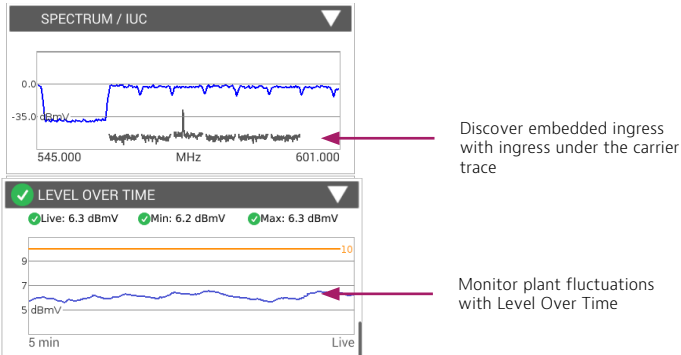 SPECTRUM / IUC
0.0
-35.0 dBmV
545.000 MHz 601.000
Discover embedded ingress
with ingress under the carrier
trace
LEVEL OVER TIME
Live: 6.3 dBmV Min: 6.2 dBmV Max: 6.3 dBmV
10
9
7
5 dBmV
5 min Live
Monitor plant fluctuations
with Level Over Time